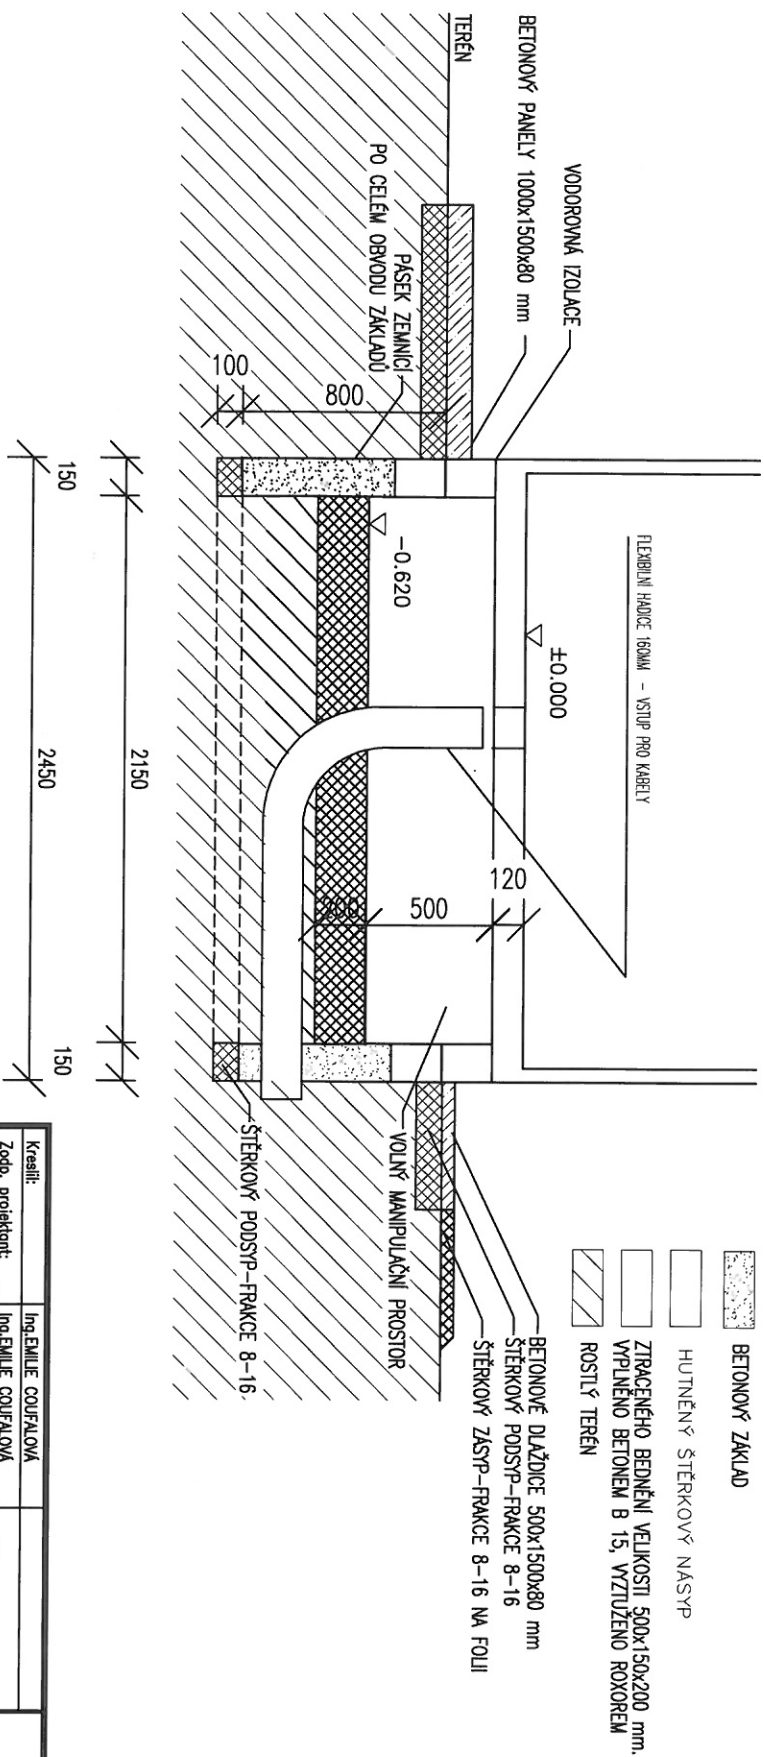 TERÉN
BETONOVÝ PANELY 1000x1500x80 mm
VODOROVNÁ IZOLACE
PÁSEK ZEMNÍCÍ
PO CELÉM OBVODU ZÁKLADŮ
100
800
-0.620
±0.000
FLEXIBILNÍ HADICE 160MM - VSTUP PRO KABELY
200
500
120
150
2150
150
2450
VOLNÝ MANIPULAČNÍ PROSTOR
ŠTĚRKOVÝ PODSYP-FRAKCE 8-16
BETONOVÉ DLAŽDICE 500x1500x80 mm
ŠTĚRKOVÝ PODSYP-FRAKCE 8-16
ŠTĚRKOVÝ ZÁSYP-FRAKCE 8-16 NA FOLII
BETONOVÝ ZÁKLAD
HUTNĚNÝ ŠTĚRKOVÝ NÁSYP
ZTRACENÉHO BEDNĚNÍ VELIKOSTI 500x150x200 mm.
VYPLNĚNO BETONEM B 15, VYZTUŽENO ROXOREM
ROSTLÝ TERÉN
Kreslil: Ing.EMILIE COUFALOVÁ
Zodp. projektant: Ing.EMILIE COUFALOVÁ